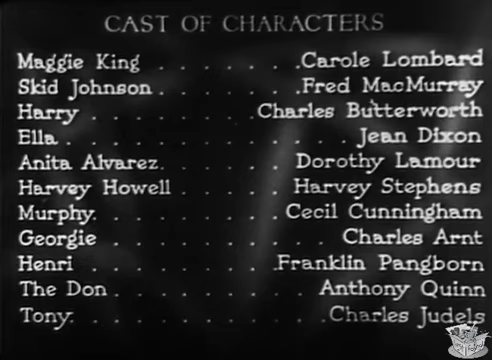 CAST OF CHARACTERS
Maggie King . . . . . . . Carole Lombard
Skid Johnson . . . . . . . Fred MacMurray
Harry . . . . . . . Charles Butterworth
Ella . . . . . . . . . . . . Jean Dixon
Anita Alvarez . . . . . . Dorothy Lamour
Harvey Howell . . . . . Harvey Stephens
Murphy . . . . . . . . Cecil Cunningham
Georgie . . . . . . . . . Charles Arnt
Henri . . . . . . . . Franklin Pangborn
The Don . . . . . . . . Anthony Quinn
Tony . . . . . . . . . . Charles Judels